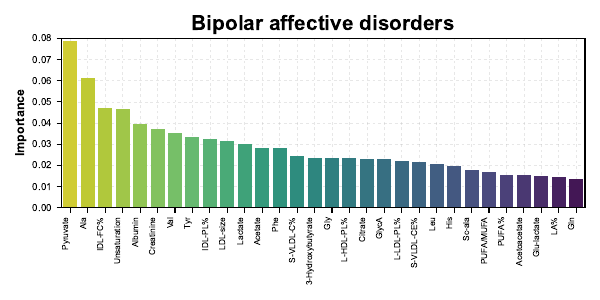 Bipolar affective disorders
Importance
0.08
0.07
0.06
0.05
0.04
0.03
0.02
0.01
0.00
Pyruvate
Ala
IDL-FC%
Unsaturation
Albumin
Creatinine
Val
Tyr
IDL-PL%
LDL-size
Lactate
Acetate
Phe
S-VLDL-C%
3-Hydroxybutyrate
Gly
L-HDL-PL%
Citrate
GlycA
L-LDL-PL%
S-VLDL-CE%
Leu
His
Sc-ala
PUFA/MUFA
PUFA%
Acetoacetate
Glu-lactate
LA%
Gln